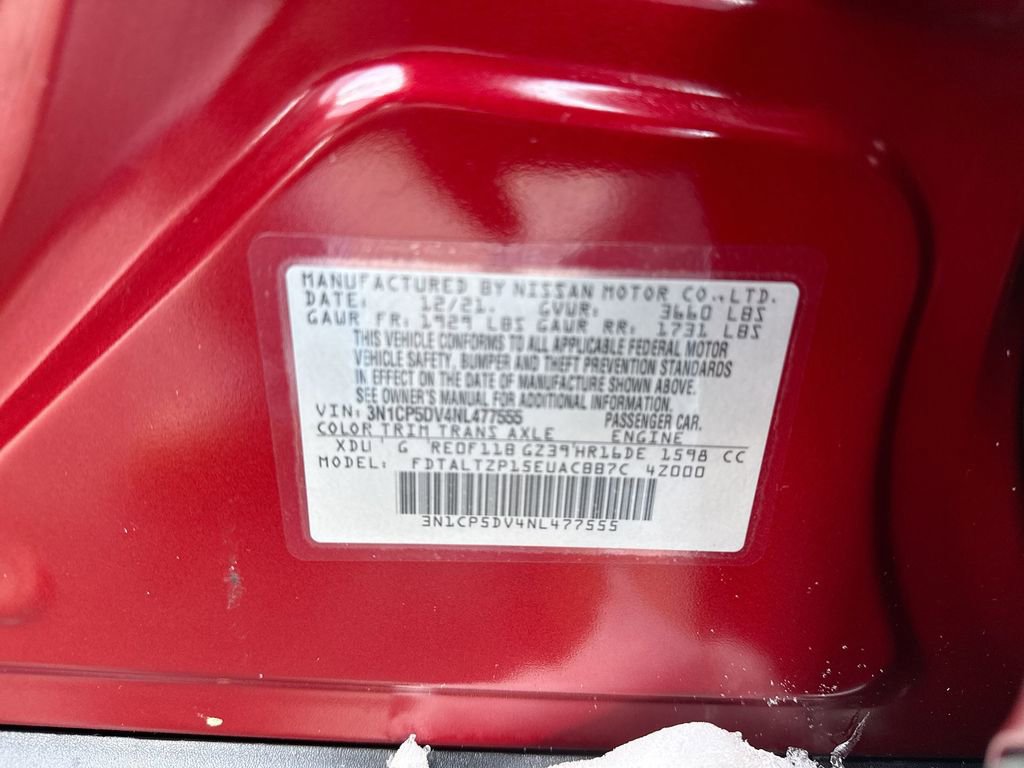 MANUFACTURED BY NISSAN MOTOR CO.,LTD.
DATE: 12/21. GVWR: 3660 LBS
GAWR FR: 1929 LBS GAWR RR: 1731 LBS
THIS VEHICLE CONFORMS TO ALL APPLICABLE FEDERAL MOTOR
VEHICLE SAFETY, BUMPER AND THEFT PREVENTION STANDARDS
IN EFFECT ON THE DATE OF MANUFACTURE SHOWN ABOVE.
SEE OWNER'S MANUAL FOR ADDITIONAL INFORMATION.
VIN: 3N1CP5DV4NL477555 PASSENGER CAR.
COLOR TRIM TRANS AXLE ENGINE
XDU G RE0F11B GZ39 HR16DE 1598 CC
MODEL: FDTALTZP15EUACBB7C 4Z000
3N1CP5DV4NL477555